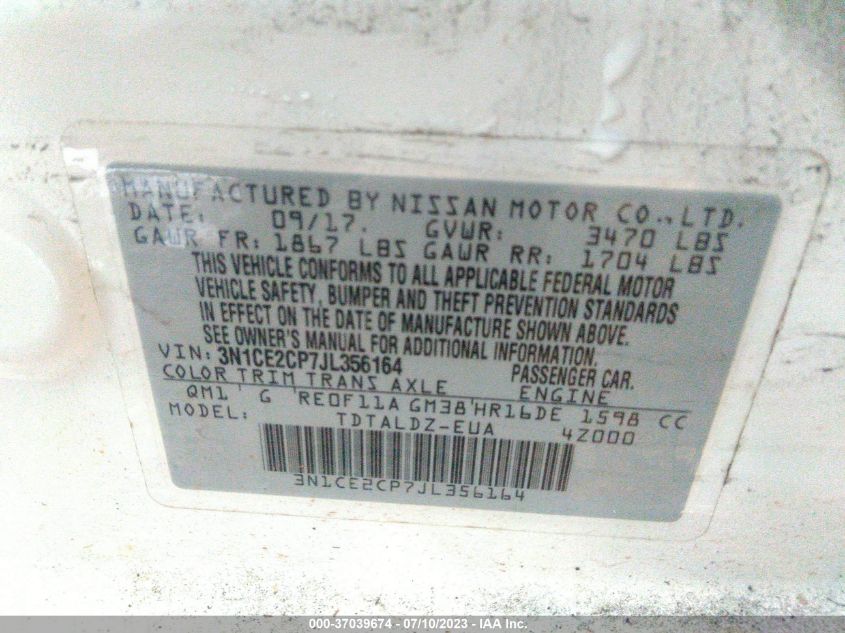 MANUFACTURED BY NISSAN MOTOR CO., LTD.
DATE: 09/17. GVWR: 3470 LBS
GAWR FR: 1867 LBS GAWR RR: 1704 LBS
THIS VEHICLE CONFORMS TO ALL APPLICABLE FEDERAL MOTOR
VEHICLE SAFETY, BUMPER AND THEFT PREVENTION STANDARDS
IN EFFECT ON THE DATE OF MANUFACTURE SHOWN ABOVE.
SEE OWNER'S MANUAL FOR ADDITIONAL INFORMATION.
VIN: 3N1CE2CP7JL356164 PASSENGER CAR.
COLOR TRIM TRANS AXLE ENGINE
QM1 ' G 'RE0F11A GM38'HR16DE 1598 CC
MODEL: TDTALDZ-EUA 4Z000
3N1CE2CP7JL356164
000-37039674 - 07/10/2023 - IAA Inc.